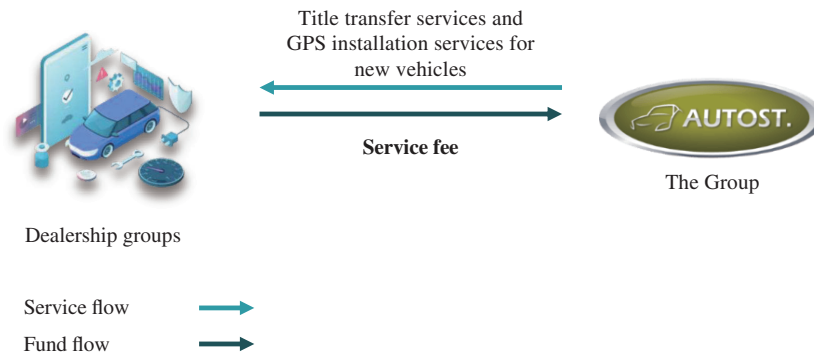 Title transfer services and
GPS installation services for
new vehicles
Service fee
AUTOST.
The Group
Dealership groups
Service flow
Fund flow